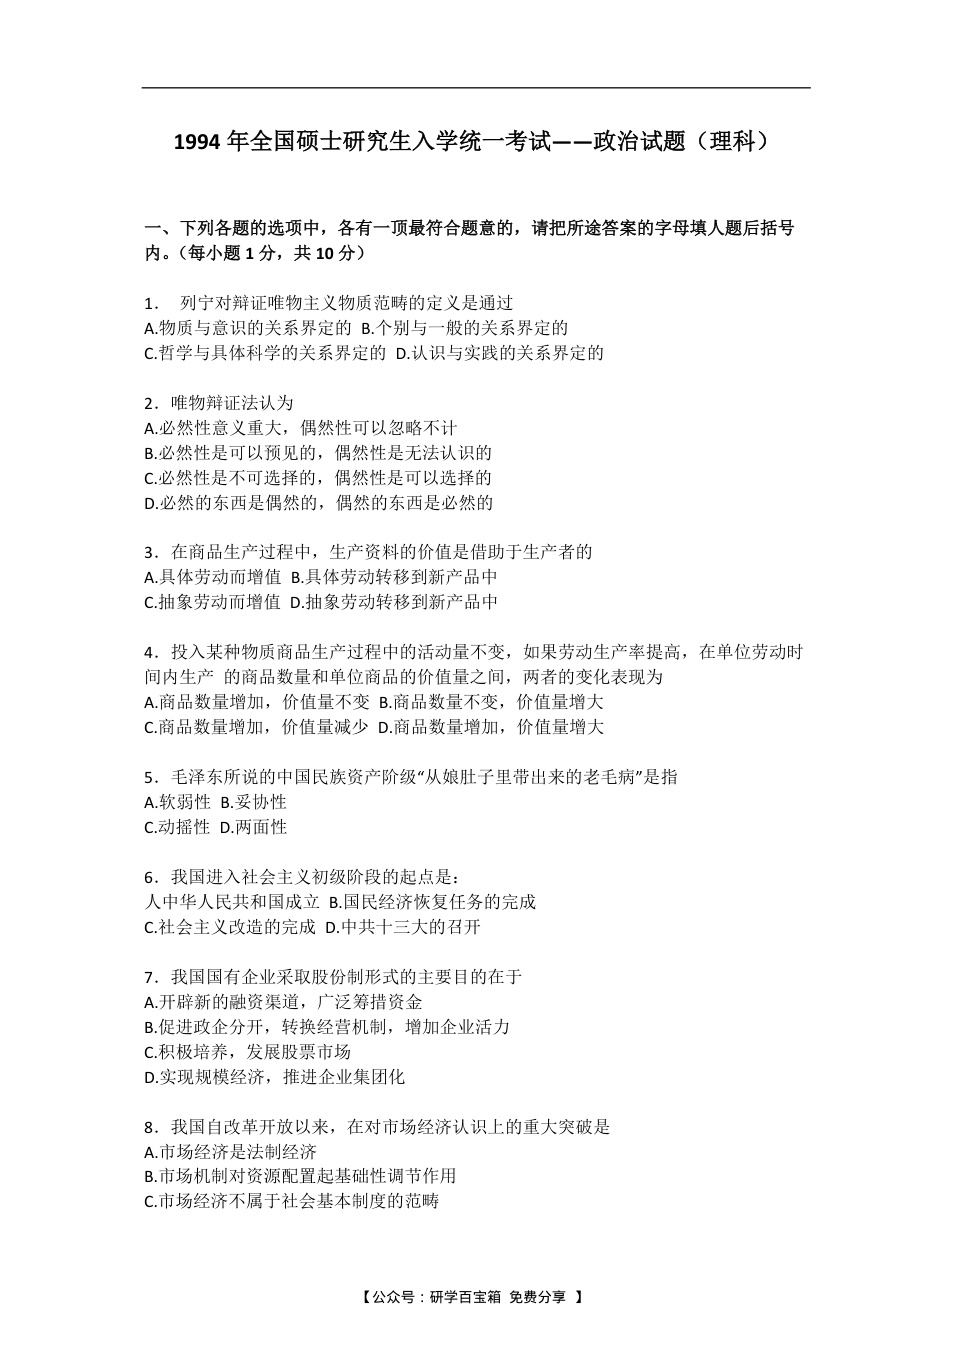 1994 年全国硕士研究生入学统一考试——政治试题（理科）
一、下列各题的选项中，各有一顶最符合题意的，请把所途答案的字母填人题后括号
内。（每小题 1 分，共 10 分）
1． 列宁对辩证唯物主义物质范畴的定义是通过
A.物质与意识的关系界定的 B.个别与一般的关系界定的
C.哲学与具体科学的关系界定的 D.认识与实践的关系界定的
2．唯物辩证法认为
A.必然性意义重大，偶然性可以忽略不计
B.必然性是可以预见的，偶然性是无法认识的
C.必然性是不可选择的，偶然性是可以选择的
D.必然的东西是偶然的，偶然的东西是必然的
3．在商品生产过程中，生产资料的价值是借助于生产者的
A.具体劳动而增值 B.具体劳动转移到新产品中
C.抽象劳动而增值 D.抽象劳动转移到新产品中
4．投入某种物质商品生产过程中的活动量不变，如果劳动生产率提高，在单位劳动时
间内生产 的商品数量和单位商品的价值量之间，两者的变化表现为
A.商品数量增加，价值量不变 B.商品数量不变，价值量增大
C.商品数量增加，价值量减少 D.商品数量增加，价值量增大
5．毛泽东所说的中国民族资产阶级“从娘肚子里带出来的老毛病”是指
A.软弱性 B.妥协性
C.动摇性 D.两面性
6．我国进入社会主义初级阶段的起点是：
人中华人民共和国成立 B.国民经济恢复任务的完成
C.社会主义改造的完成 D.中共十三大的召开
7．我国国有企业采取股份制形式的主要目的在于
A.开辟新的融资渠道，广泛筹措资金
B.促进政企分开，转换经营机制，增加企业活力
C.积极培养，发展股票市场
D.实现规模经济，推进企业集团化
8．我国自改革开放以来，在对市场经济认识上的重大突破是
A.市场经济是法制经济
B.市场机制对资源配置起基础性调节作用
C.市场经济不属于社会基本制度的范畴
【公众号：研学百宝箱 免费分享 】